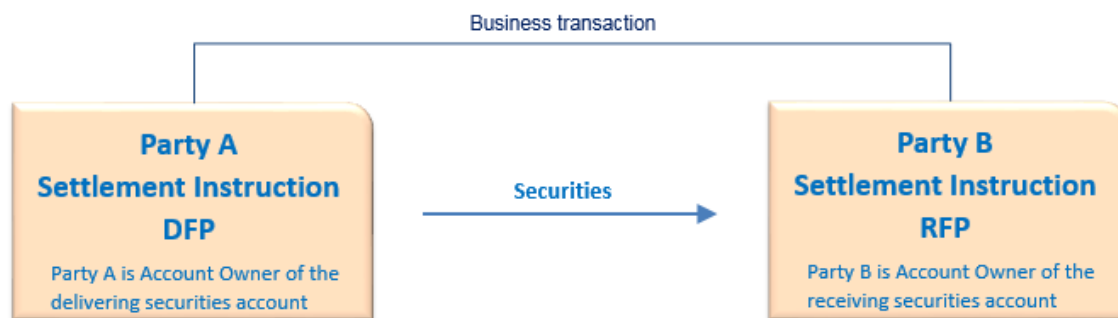 Business transaction
Party A
Settlement Instruction
DFP
Party A is Account Owner of the
delivering securities account
Securities
Party B
Settlement Instruction
RFP
Party B is Account Owner of the
receiving securities account